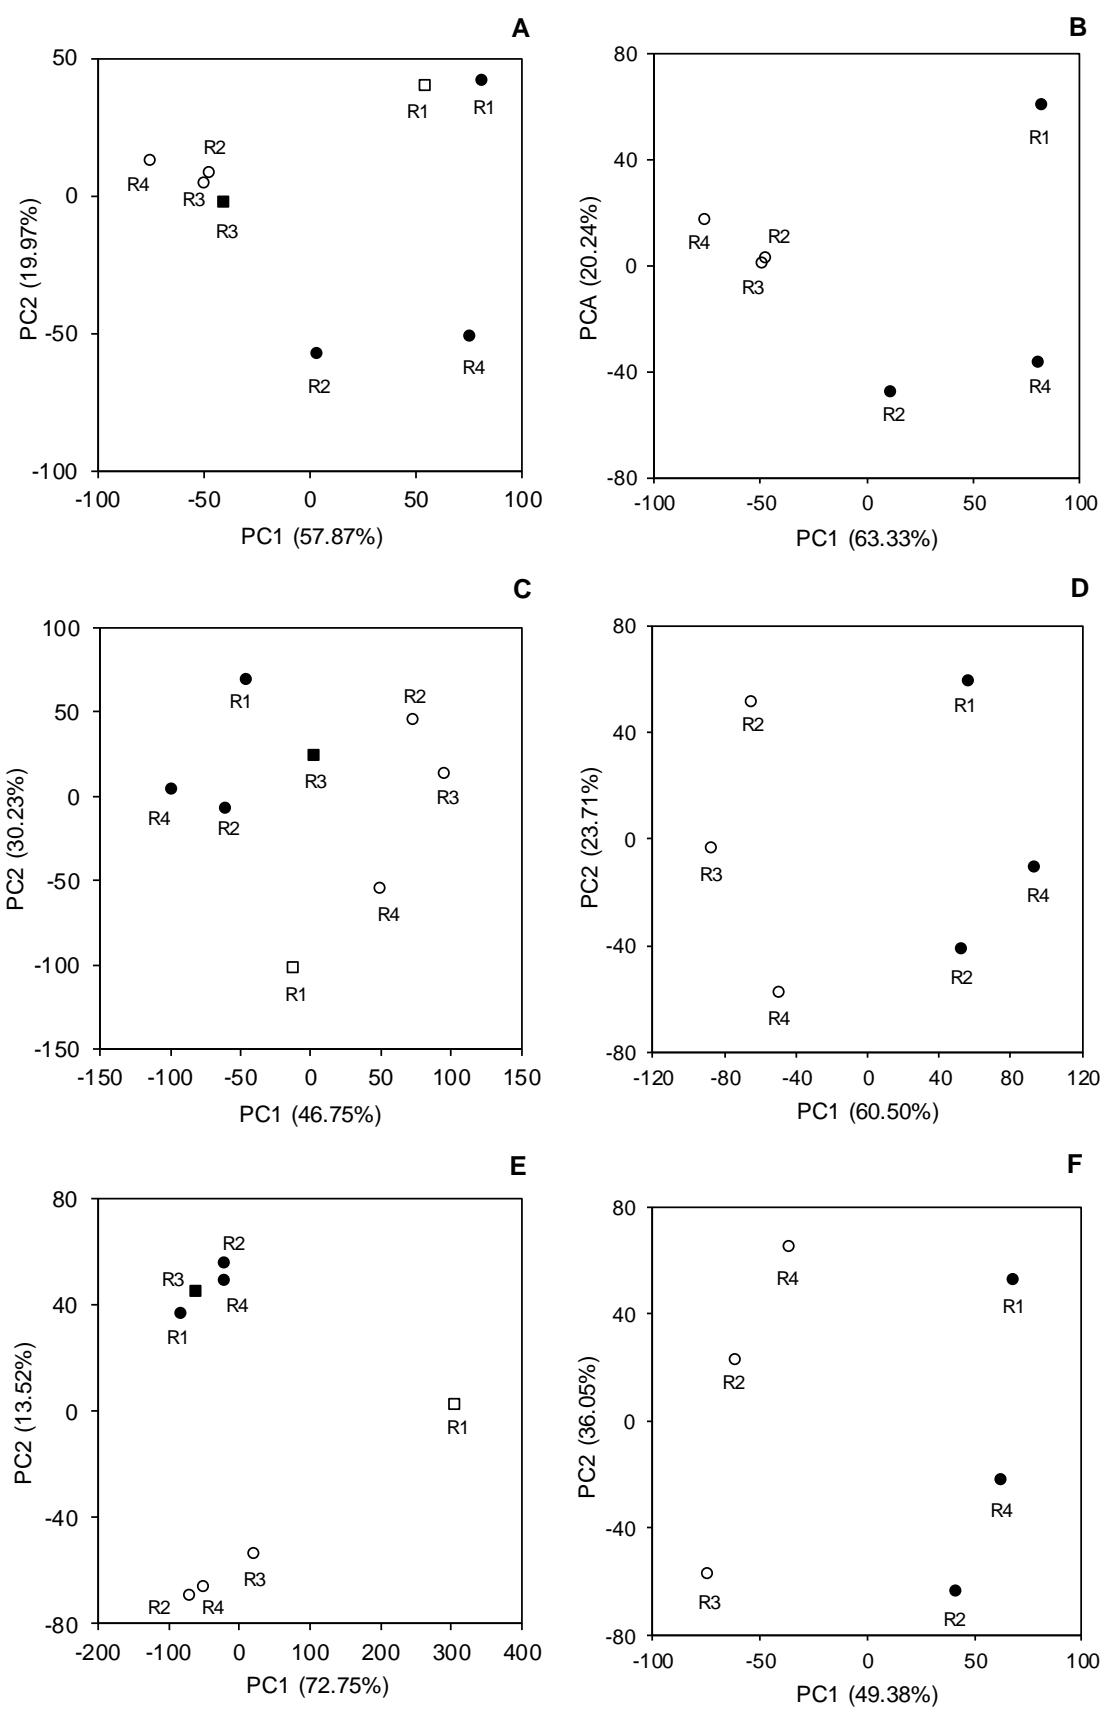 A
50
0
-50
-100
-100 -50 0 50 100
PC2 (19.97%)
PC1 (57.87%)
R1
R1
R2
R4
R3
R3
R2
R4
B
80
40
0
-40
-80
-100 -50 0 50 100
PCA (20.24%)
PC1 (63.33%)
R1
R4
R2
R3
R2
R4
C
100
50
0
-50
-100
-150
-150 -100 -50 0 50 100 150
PC2 (30.23%)
PC1 (46.75%)
R1
R2
R3
R3
R4
R2
R4
R1
D
80
40
0
-40
-80
-120 -80 -40 0 40 80 120
PC2 (23.71%)
PC1 (60.50%)
R1
R2
R3
R4
R2
R4
E
80
40
0
-40
-80
-200 -100 0 100 200 300 400
PC2 (13.52%)
PC1 (72.75%)
R2
R3
R4
R1
R1
R3
R2
R4
F
80
40
0
-40
-80
-100 -50 0 50 100
PC2 (36.05%)
PC1 (49.38%)
R4
R1
R2
R4
R3
R2